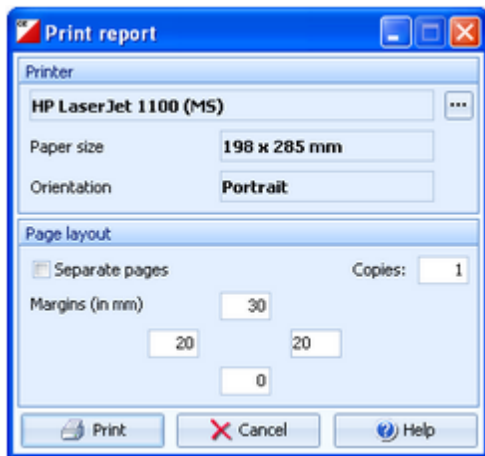 Print report
Printer
HP LaserJet 1100 (MS)
...
Paper size 198 x 285 mm
Orientation Portrait
Page layout
Separate pages Copies: 1
Margins (in mm) 30
20 20
0
Print Cancel Help